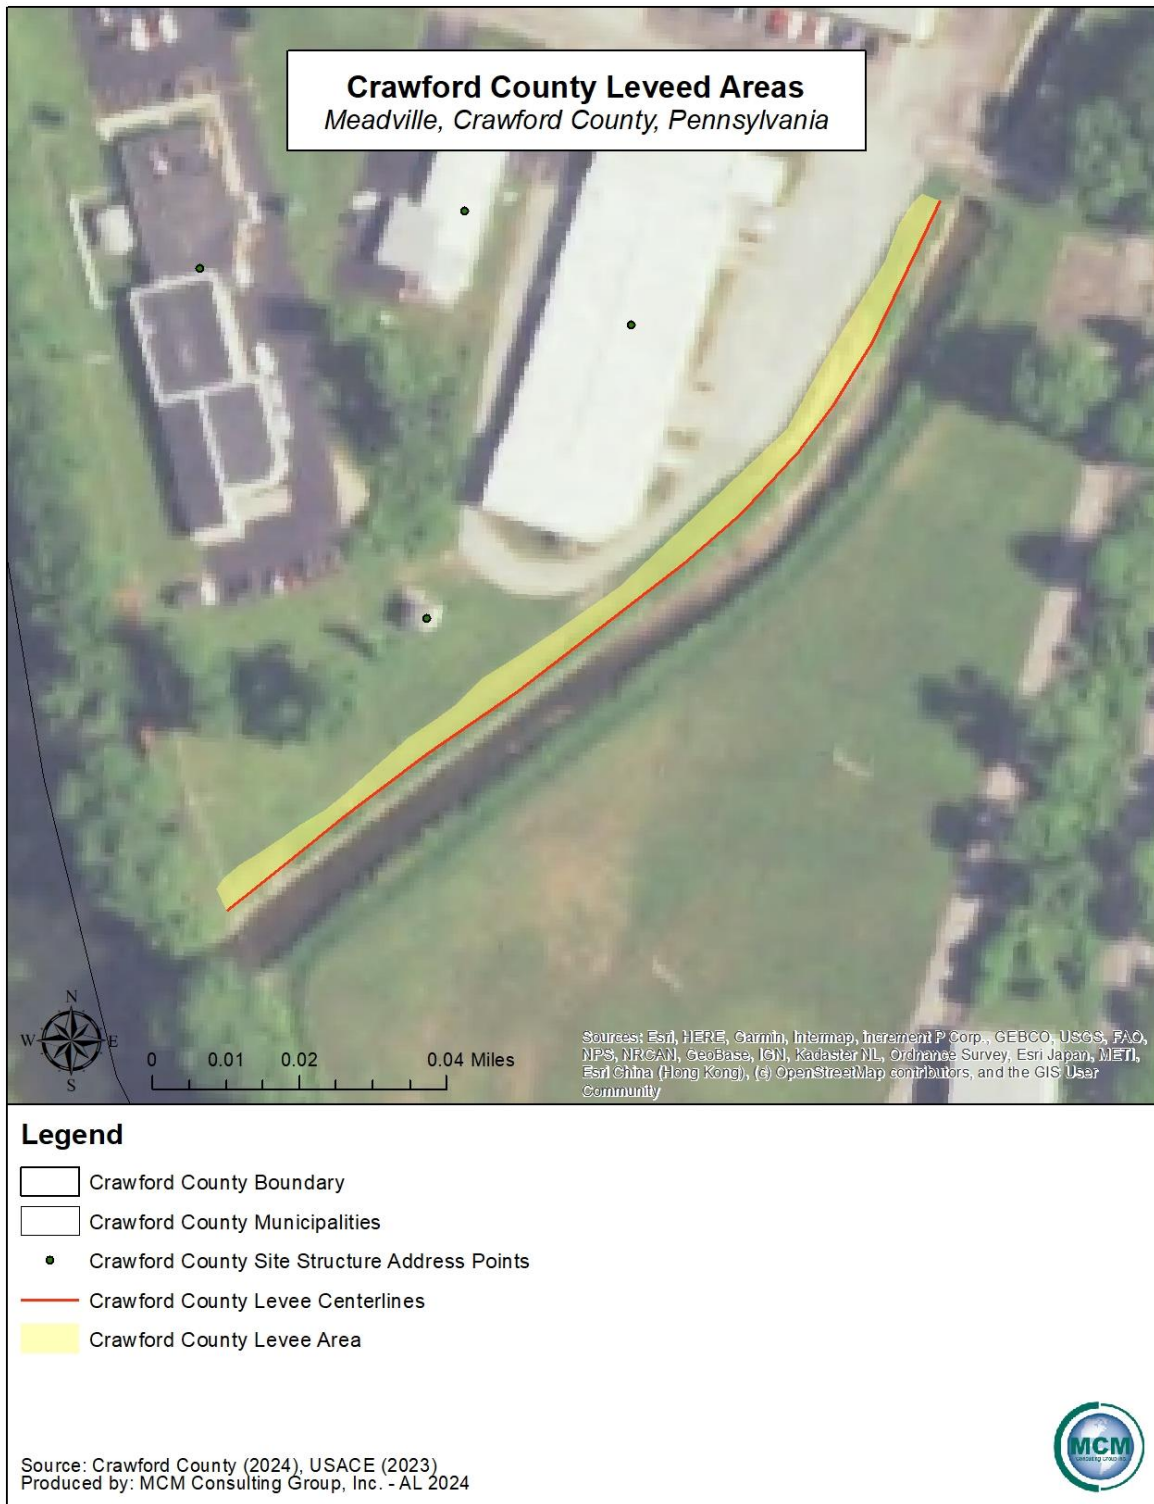 Crawford County Leveed Areas
Meadville, Crawford County, Pennsylvania
N
W E
S
0 0.01 0.02 0.04 Miles
Sources: Esri, HERE, Garmin, Intermap, increment P Corp., GEBCO, USGS, FAO,
NPS, NRCAN, GeoBase, IGN, Kadaster NL, Ordnance Survey, Esri Japan, METI,
Esri China (Hong Kong), (c) OpenStreetMap contributors, and the GIS User
Community
Legend
Crawford County Boundary
Crawford County Municipalities
Crawford County Site Structure Address Points
Crawford County Levee Centerlines
Crawford County Levee Area
MCM
Consulting Group, Inc.
Source: Crawford County (2024), USACE (2023)
Produced by: MCM Consulting Group, Inc. - AL 2024